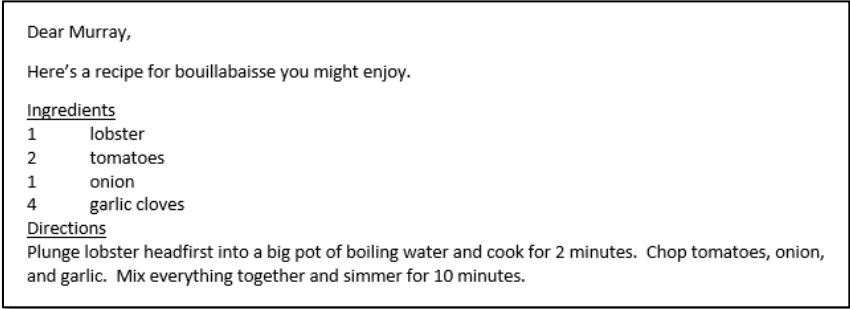 Dear Murray,
Here's a recipe for bouillabaisse you might enjoy.
Ingredients
1 lobster
2 tomatoes
1 onion
4 garlic cloves
Directions
Plunge lobster headfirst into a big pot of boiling water and cook for 2 minutes.  Chop tomatoes, onion,
and garlic.  Mix everything together and simmer for 10 minutes.